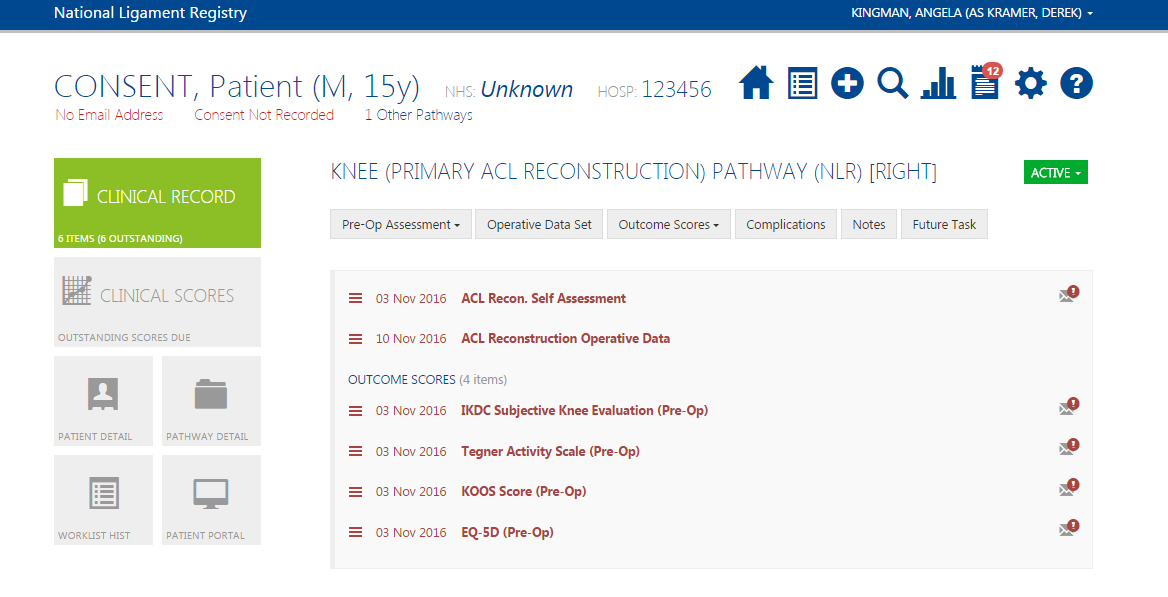 National Ligament Registry
KINGMAN, ANGELA (AS KRAMER, DEREK)
CONSENT, Patient (M, 15y) NHS: Unknown HOSP: 123456
12
No Email Address Consent Not Recorded 1 Other Pathways
CLINICAL RECORD
6 ITEMS (6 OUTSTANDING)
CLINICAL SCORES
OUTSTANDING SCORES DUE
PATIENT DETAIL PATHWAY DETAIL
WORKLIST HIST PATIENT PORTAL
KNEE (PRIMARY ACL RECONSTRUCTION) PATHWAY (NLR) [RIGHT] ACTIVE
Pre-Op Assessment Operative Data Set Outcome Scores Complications Notes Future Task
03 Nov 2016 ACL Recon. Self Assessment
10 Nov 2016 ACL Reconstruction Operative Data
OUTCOME SCORES (4 items)
03 Nov 2016 IKDC Subjective Knee Evaluation (Pre-Op)
03 Nov 2016 Tegner Activity Scale (Pre-Op)
03 Nov 2016 KOOS Score (Pre-Op)
03 Nov 2016 EQ-5D (Pre-Op)